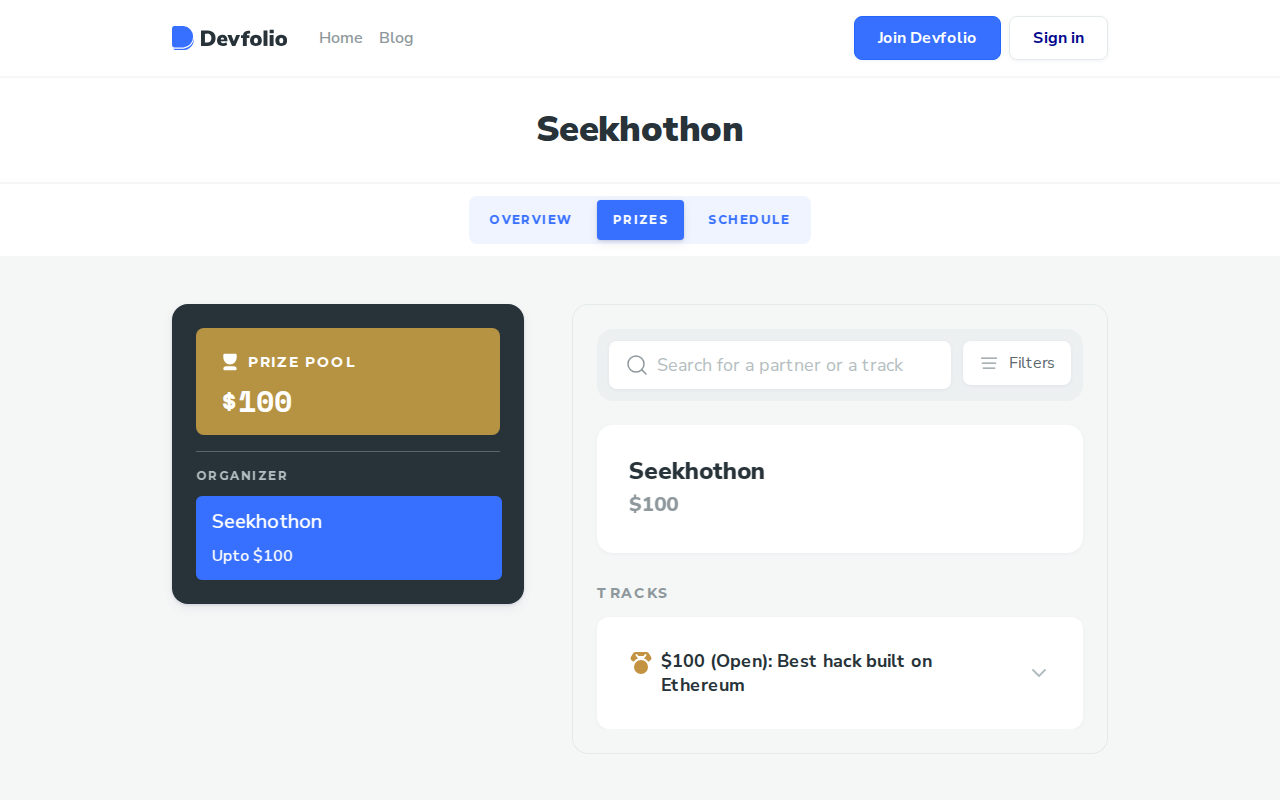 Devfolio
Home
Blog
Join Devfolio
Sign in
Seekhothon
OVERVIEW
PRIZES
SCHEDULE
PRIZE POOL
$100
ORGANIZER
Seekhothon
Upto $100
Search for a partner or a track
Filters
Seekhothon
$100
TRACKS
$100 (Open): Best hack built on
Ethereum